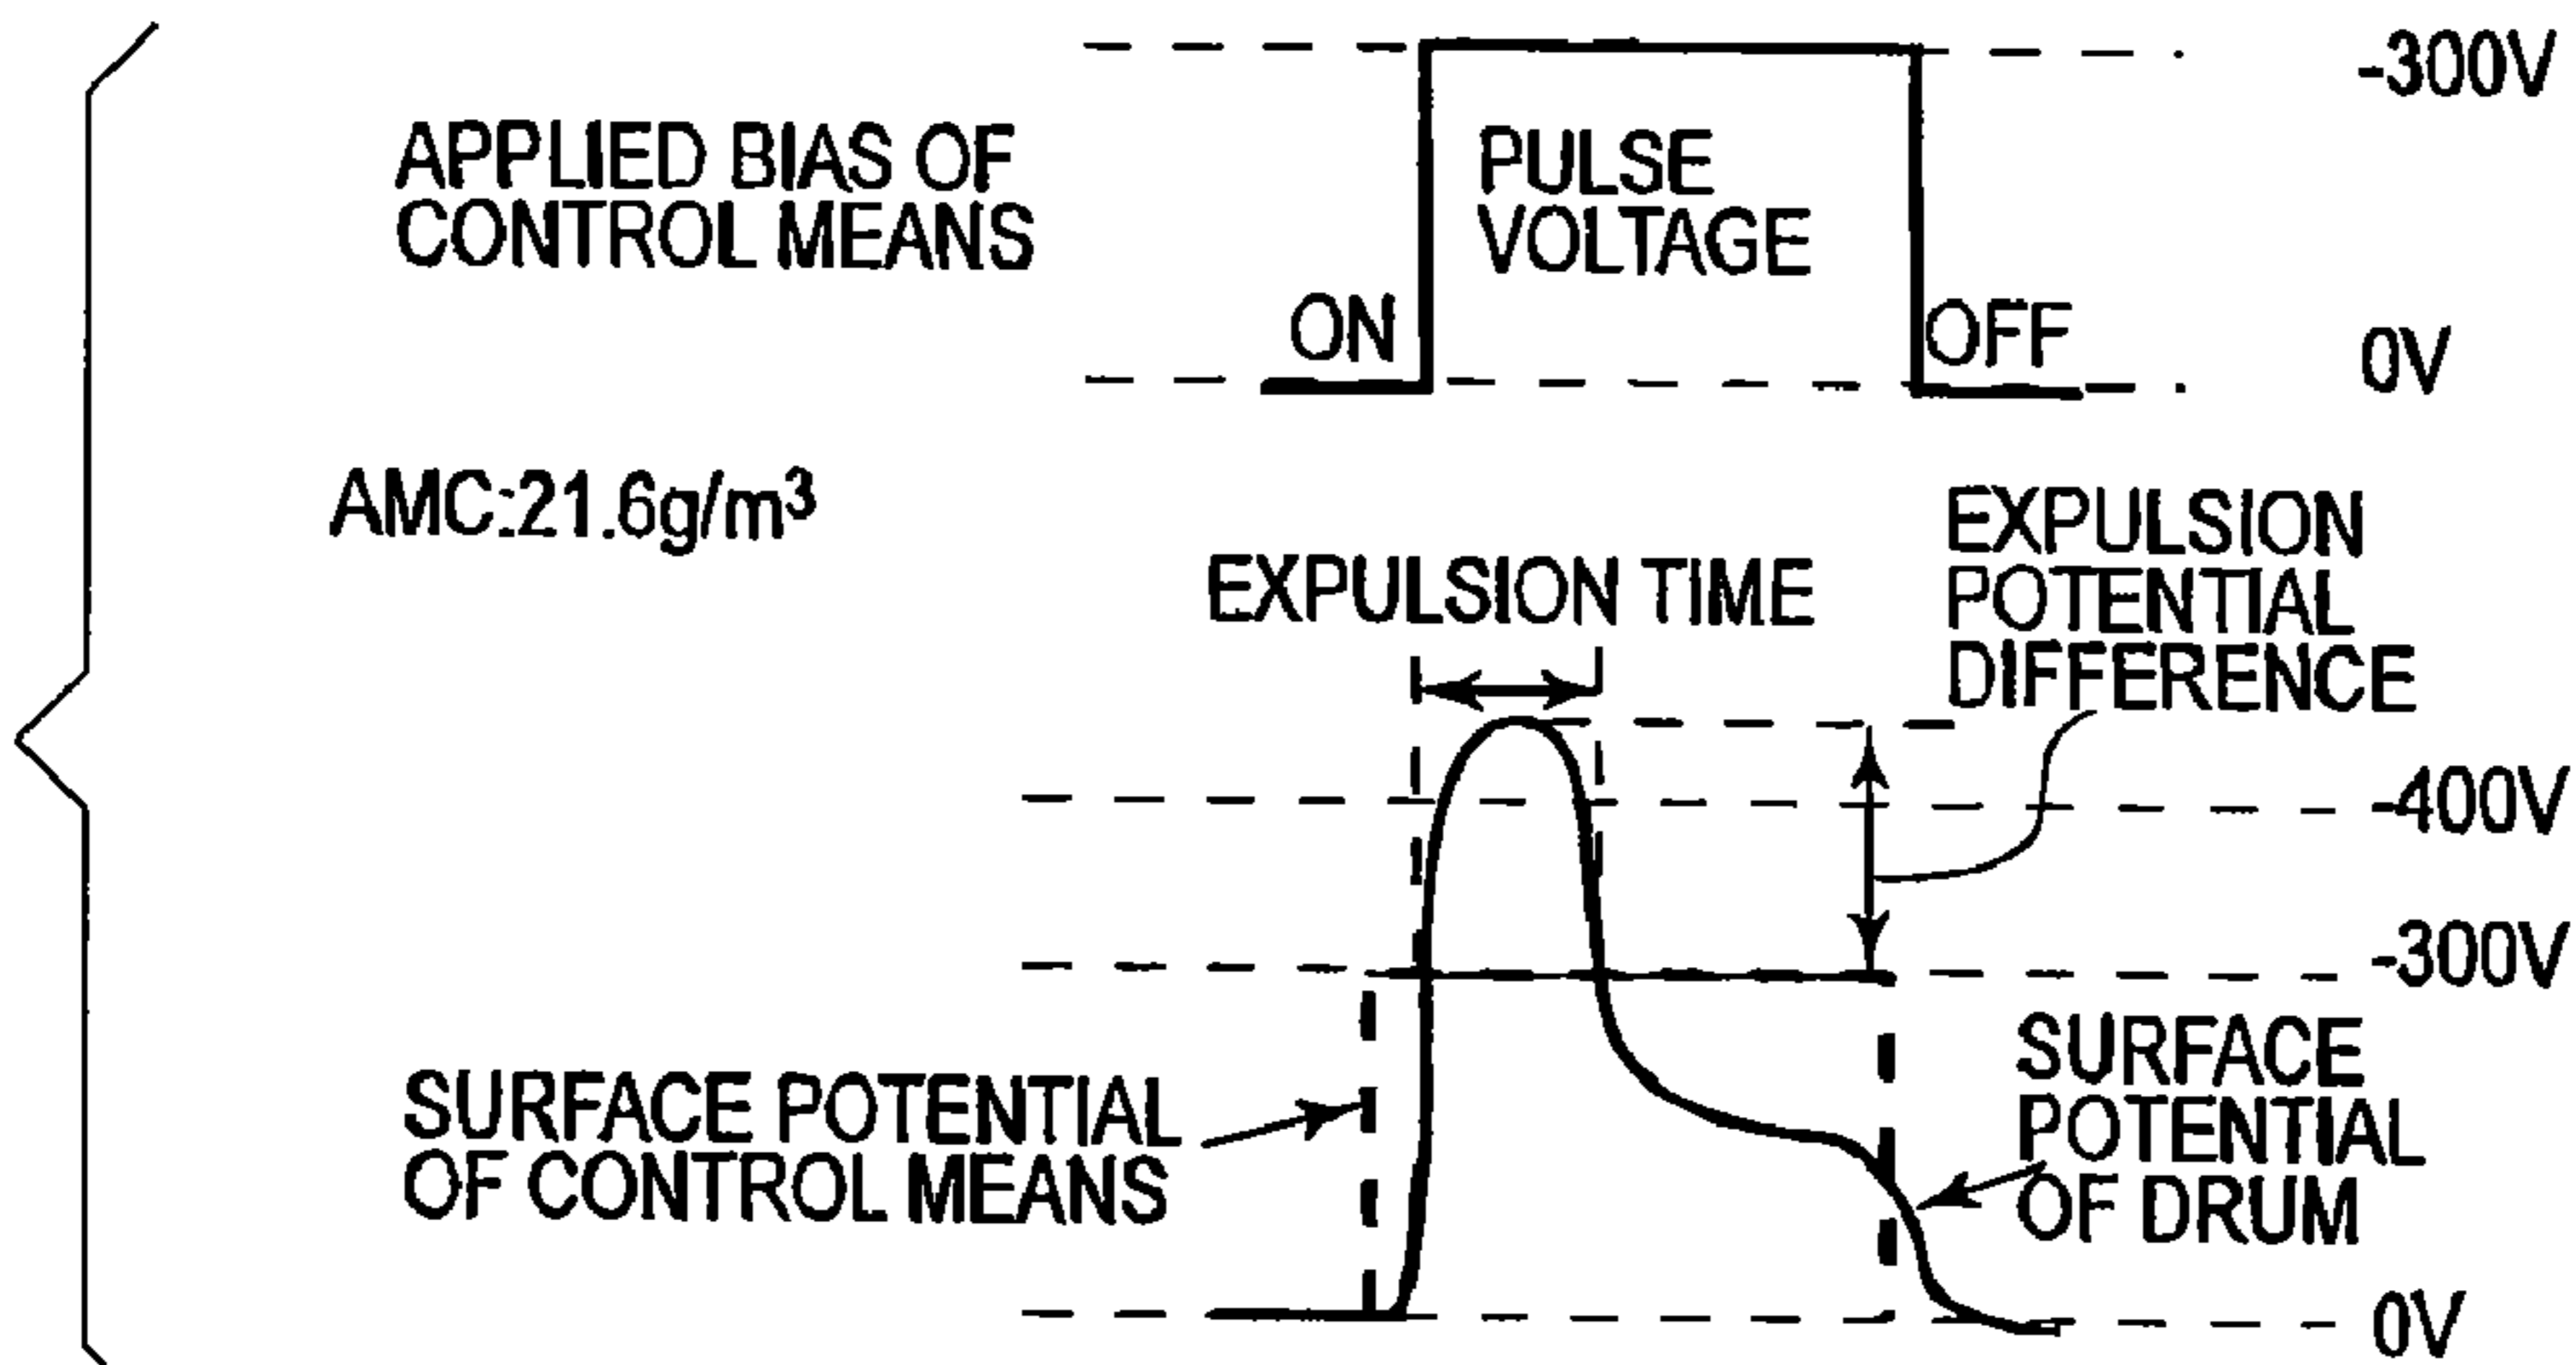 -300V
APPLIED BIAS OF
CONTROL MEANS
PULSE
VOLTAGE
ON
OFF
0V
AMC:21.6g/m³
EXPULSION TIME
EXPULSION
POTENTIAL
DIFFERENCE
-400V
-300V
SURFACE POTENTIAL
OF CONTROL MEANS
SURFACE
POTENTIAL
OF DRUM
0V